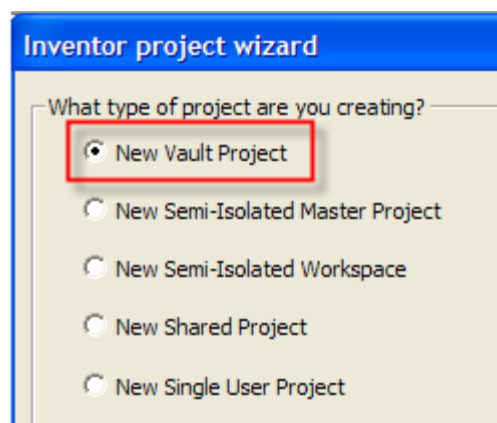 Inventor project wizard
What type of project are you creating?
New Vault Project
New Semi-Isolated Master Project
New Semi-Isolated Workspace
New Shared Project
New Single User Project